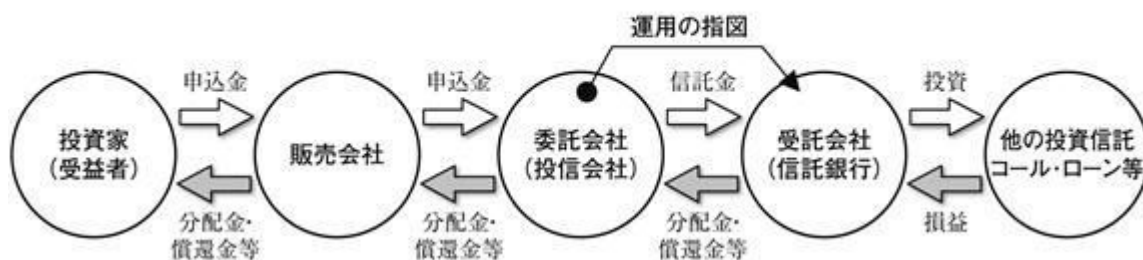 運用の指図
申込金
申込金
信託金
投資
投資家
(受益者)
販売会社
委託会社
(投信会社)
受託会社
(信託銀行)
他の投資信託
コール・ローン等
分配金・
償還金等
分配金・
償還金等
分配金・
償還金等
損益